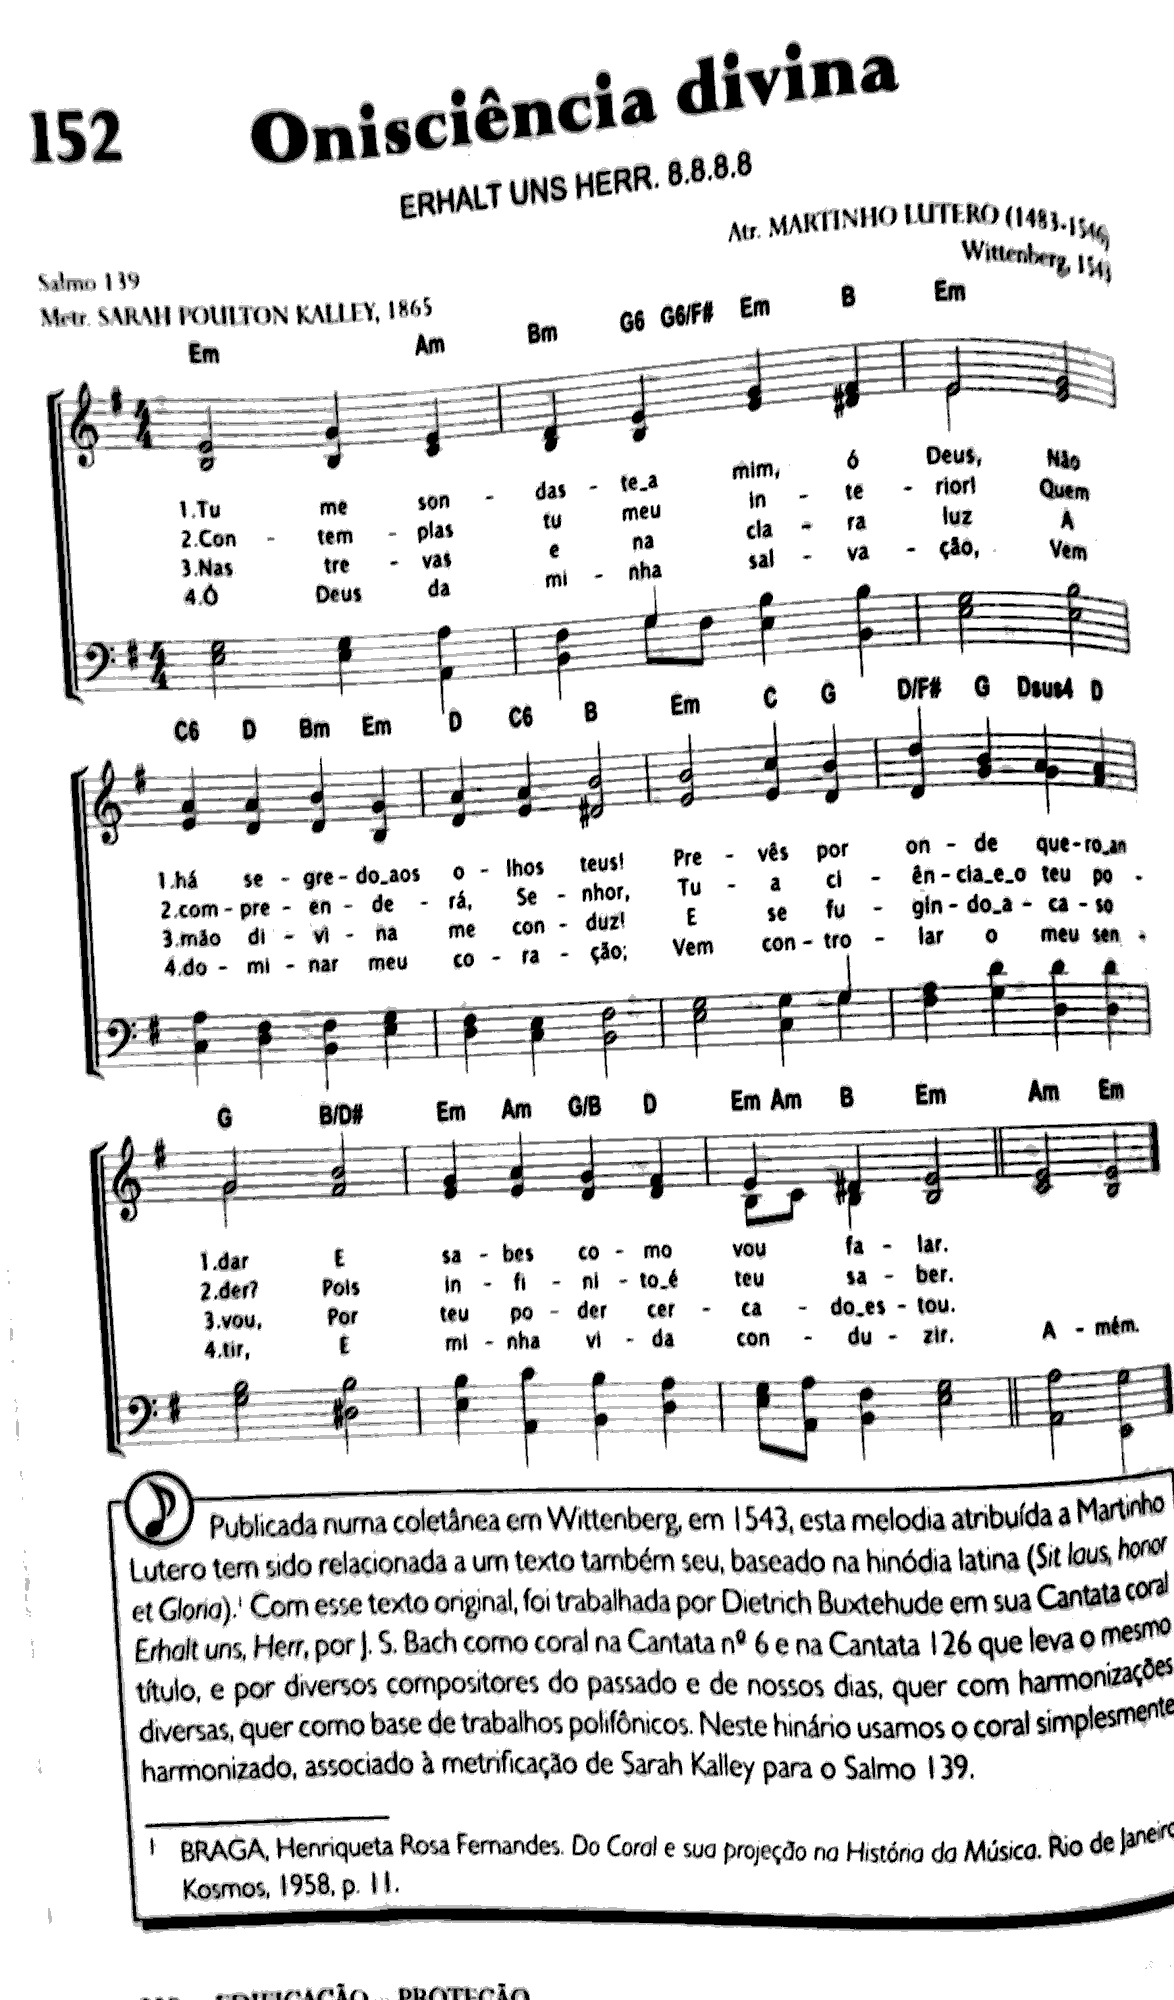 152 Onisciência divina
ERHALT UNS HERR. 8.8.8.8
Atr. MARTINHO LUTERO (1483-1546)
Wittenberg, 1543
Salmo 139
Metr. SARAH POULTON KALLEY, 1865
Em Am Bm G6 G6/F# Em B Em
1.Tu me son - das - te_a mim, ó Deus, Não
2.Con - tem - plas tu meu in - te - rior! Quem
3.Nas tre - vas e na cla - ra luz A
4.Ó Deus da mi - nha sal - va - ção, Vem
C6 D Bm Em D C6 B Em C G D/F# G Dsus4 D
1.há se - gre - do_aos o - lhos teus! Pre - vês por on - de que-ro_an
2.com - pre - en - de - rá, Se - nhor, Tu - a ci - ên-cia_e_o teu po -
3.mão di - vi - na me con - duz! E se fu - gin-do_a - ca - so
4.do - mi - nar meu co - ra - ção; Vem con - tro - lar o meu sen -
G B/D# Em Am G/B D Em Am B Em Am Em
1.dar E sa - bes co - mo vou fa - lar.
2.der? Pois in - fi - ni - to_é teu sa - ber.
3.vou, Por teu po - der cer - ca - do_es - tou.
4.tir, E mi - nha vi - da con - du - zir. A - mém.
Publicada numa coletânea em Wittenberg, em 1543, esta melodia atribuída a Martinho
Lutero tem sido relacionada a um texto também seu, baseado na hinódia latina (Sit laus, honor
et Gloria).¹ Com esse texto original, foi trabalhada por Dietrich Buxtehude em sua Cantata coral
Erhalt uns, Herr, por J. S. Bach como coral na Cantata nº 6 e na Cantata 126 que leva o mesmo
título, e por diversos compositores do passado e de nossos dias, quer com harmonizações
diversas, quer como base de trabalhos polifônicos. Neste hinário usamos o coral simplesmente
harmonizado, associado à metrificação de Sarah Kalley para o Salmo 139.
¹ BRAGA, Henriqueta Rosa Fernandes. Do Coral e sua projeção na História da Música. Rio de Janeiro
Kosmos, 1958, p. 11.
EDIFICAÇÃO - PROTEÇÃO